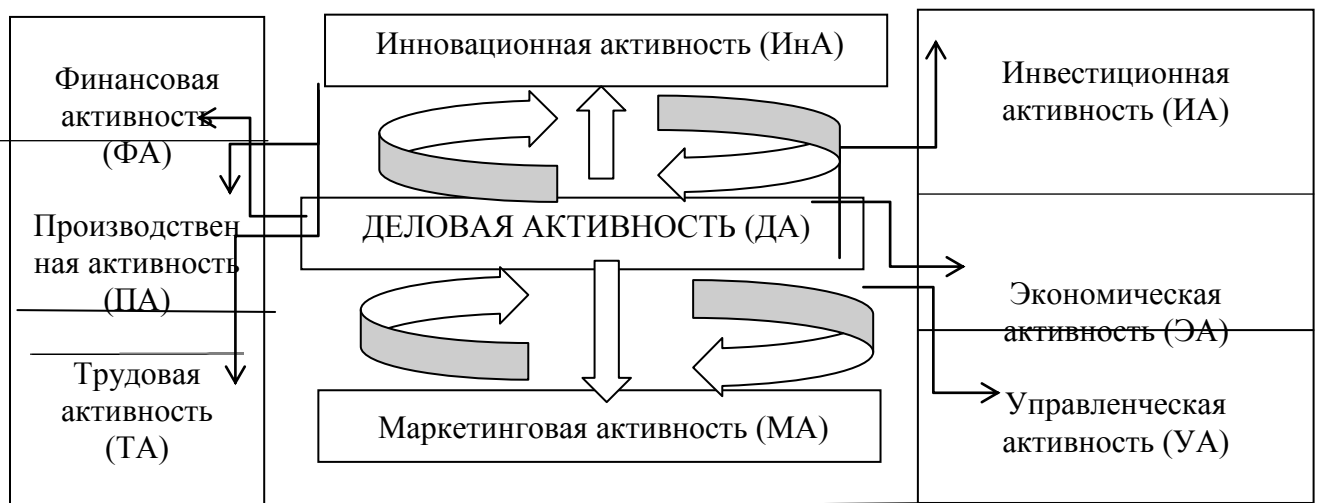 Финансовая
активность
(ФА)
Производствен
ная активность
(ПА)
Трудовая
активность
(ТА)
Инновационная активность (ИнА)
ДЕЛОВАЯ АКТИВНОСТЬ (ДА)
Маркетинговая активность (МА)
Инвестиционная
активность (ИА)
Экономическая
активность (ЭА)
Управленческая
активность (УА)